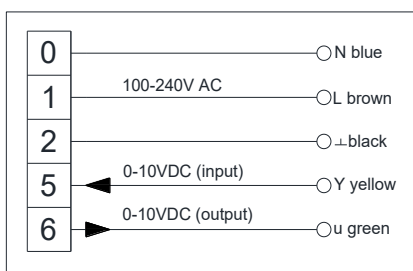 0 N blue
1 100-240V AC L brown
2 ⊥black
5 0-10VDC (input) Y yellow
6 0-10VDC (output) u green